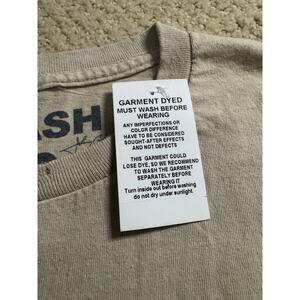 GARMENT DYED
MUST WASH BEFORE
WEARING
ANY IMPERFECTIONS OR
COLOR DIFFERENCE
HAVE TO BE CONSIDERED
SOUGHT-AFTER EFFECTS
AND NOT DEFECTS
THIS GARMENT COULD
LOSE DYE, SO WE RECOMMEND
TO WASH THE GARMENT
SEPARATELY BEFORE
WEARING IT
Turn inside out before washing
do not dry under sunlight.
ASH